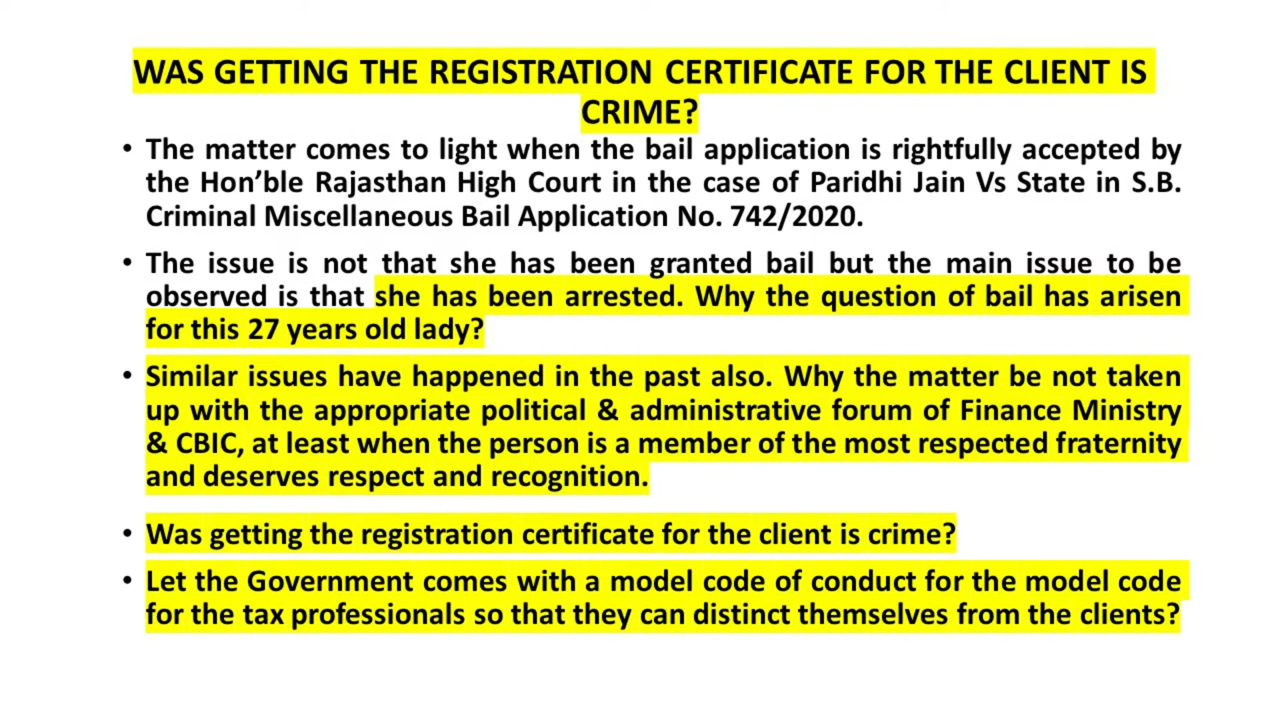 WAS GETTING THE REGISTRATION CERTIFICATE FOR THE CLIENT IS
CRIME?
• The matter comes to light when the bail application is rightfully accepted by
the Hon’ble Rajasthan High Court in the case of Paridhi Jain Vs State in S.B.
Criminal Miscellaneous Bail Application No. 742/2020.
• The issue is not that she has been granted bail but the main issue to be
observed is that she has been arrested. Why the question of bail has arisen
for this 27 years old lady?
• Similar issues have happened in the past also. Why the matter be not taken
up with the appropriate political & administrative forum of Finance Ministry
& CBIC, at least when the person is a member of the most respected fraternity
and deserves respect and recognition.
• Was getting the registration certificate for the client is crime?
• Let the Government comes with a model code of conduct for the model code
for the tax professionals so that they can distinct themselves from the clients?